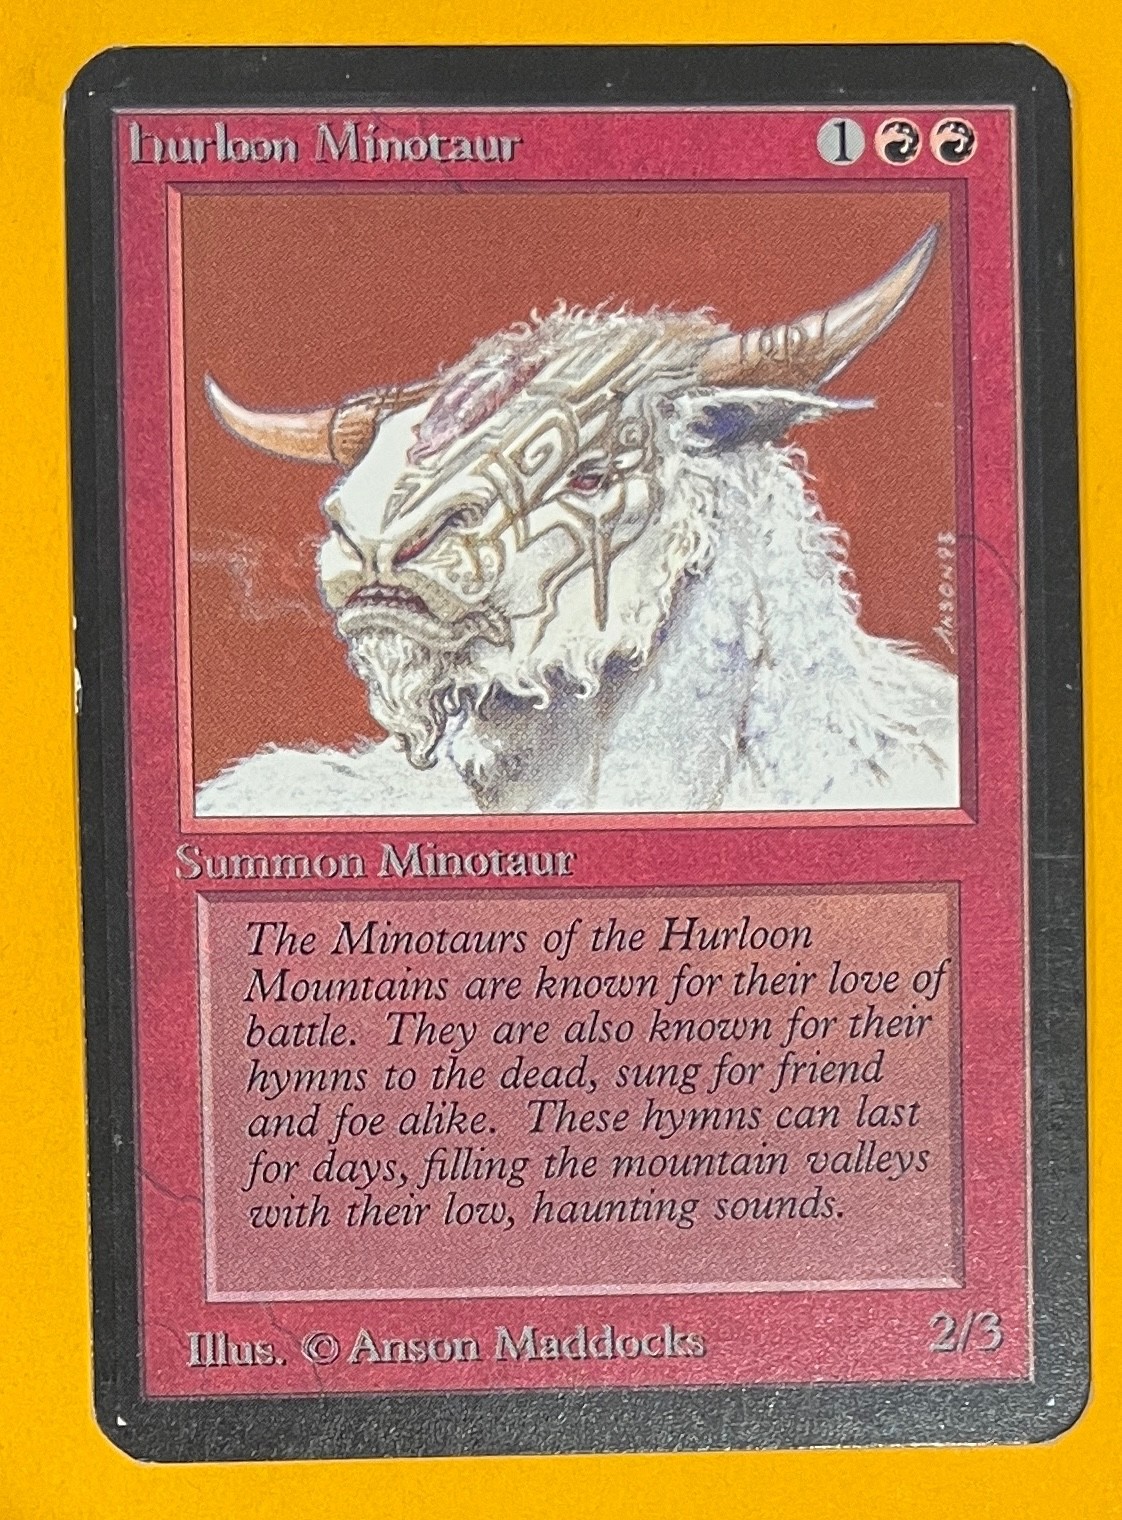 Hurloon Minotaur 1
ANSON 93
Summon Minotaur
The Minotaurs of the Hurloon
Mountains are known for their love of
battle. They are also known for their
hymns to the dead, sung for friend
and foe alike. These hymns can last
for days, filling the mountain valleys
with their low, haunting sounds.
Illus. © Anson Maddocks 2/3